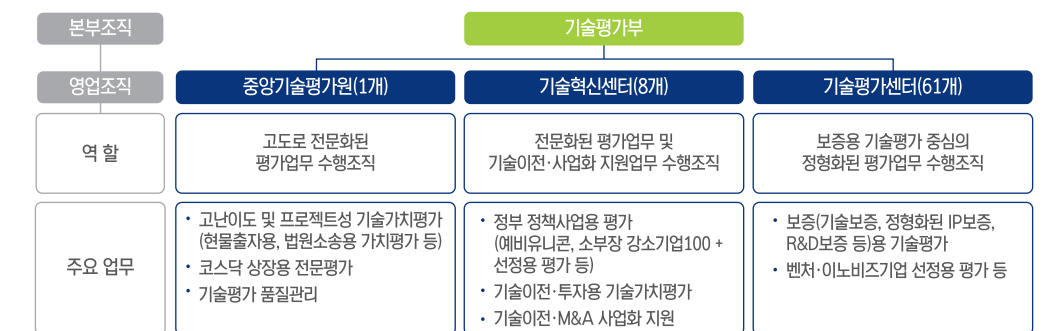 본부조직
기술평가부
영업조직
중앙기술평가원(1개)
기술혁신센터(8개)
기술평가센터(61개)
역 할
고도로 전문화된
평가업무 수행조직
전문화된 평가업무 및
기술이전·사업화 지원업무 수행조직
보증용 기술평가 중심의
정형화된 평가업무 수행조직
주요 업무
• 고난이도 및 프로젝트성 기술가치평가
(현물출자용, 법원소송용 가치평가 등)
• 코스닥 상장용 전문평가
• 기술평가 품질관리
• 정부 정책사업용 평가
(예비유니콘, 소부장 강소기업100 +
선정용 평가 등)
• 기술이전·투자용 기술가치평가
• 기술이전·M&A 사업화 지원
• 보증(기술보증, 정형화된 IP보증,
R&D보증 등)용 기술평가
• 벤처·이노비즈기업 선정용 평가 등